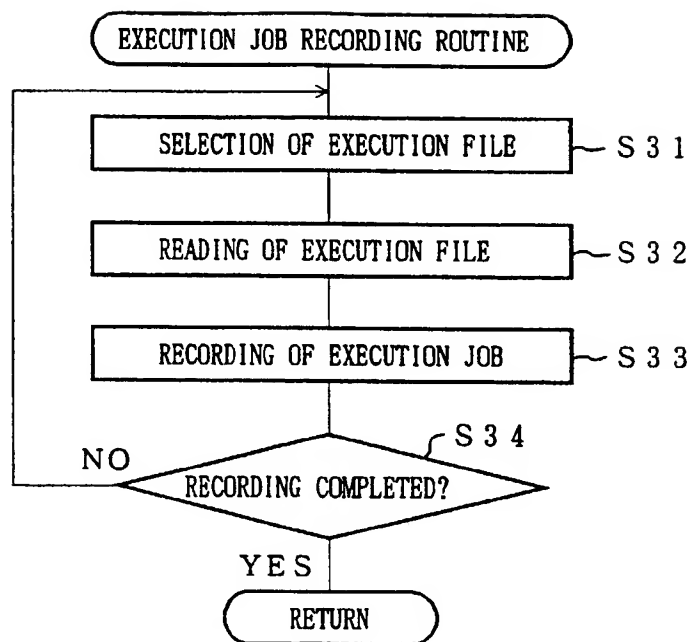 EXECUTION JOB RECORDING ROUTINE
SELECTION OF EXECUTION FILE
S31
READING OF EXECUTION FILE
S32
RECORDING OF EXECUTION JOB
S33
S34
NO
RECORDING COMPLETED?
YES
RETURN